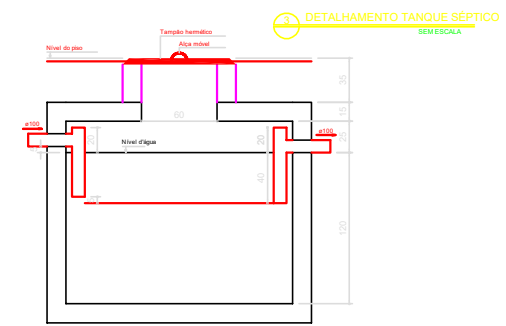 3 DETALHAMENTO TANQUE SÉPTICO
SEM ESCALA
Tampão hermético
Alça móvel
Nível do piso
35
15
60
ø100
ø100
20
20
25
Nível d'água
40
120